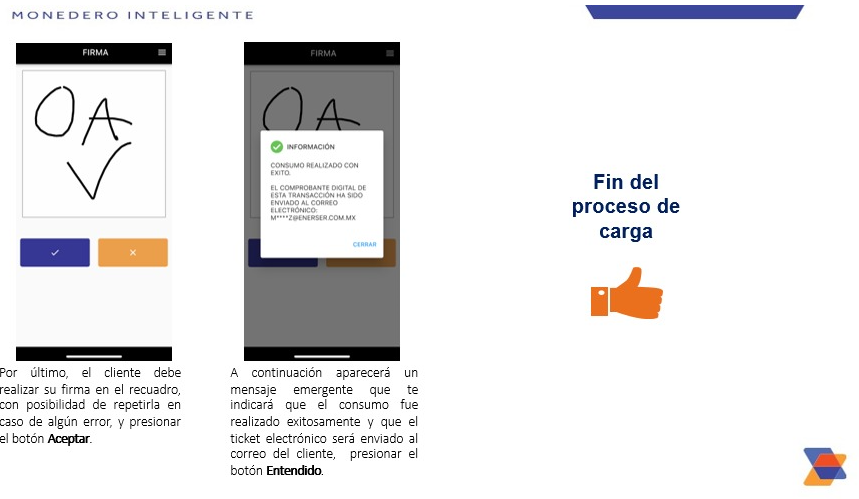 MONEDERO INTELIGENTE
FIRMA
OA
Por último, el cliente debe
realizar su firma en el recuadro,
con posibilidad de repetirla en
caso de algún error, y presionar
el botón Aceptar.
FIRMA
OA
INFORMACIÓN
CONSUMO REALIZADO CON
EXITO.
EL COMPROBANTE DIGITAL DE
ESTA TRANSACCIÓN HA SIDO
ENVIADO AL CORREO
ELECTRÓNICO:
M****Z@ENERSER.COM.MX
CERRAR
A continuación aparecerá un
mensaje emergente que te
indicará que el consumo fue
realizado exitosamente y que el
ticket electrónico será enviado al
correo del cliente, presionar el
botón Entendido.
Fin del
proceso de
carga